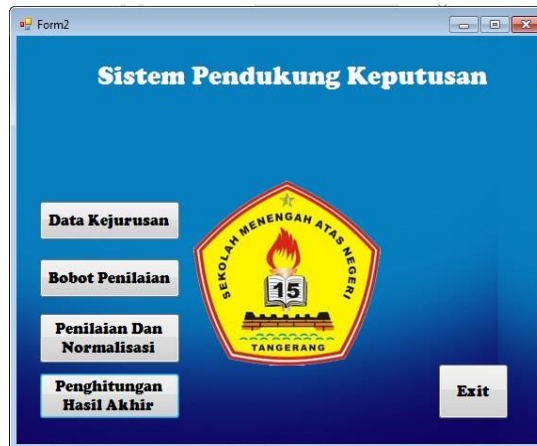 Form2
Sistem Pendukung Keputusan
Data Kejurusan
Bobot Penilaian
Penilaian Dan
Normalisasi
Penghitungan
Hasil Akhir
SEKOLAH MENENGAH ATAS NEGERI
15
TANGERANG
Exit